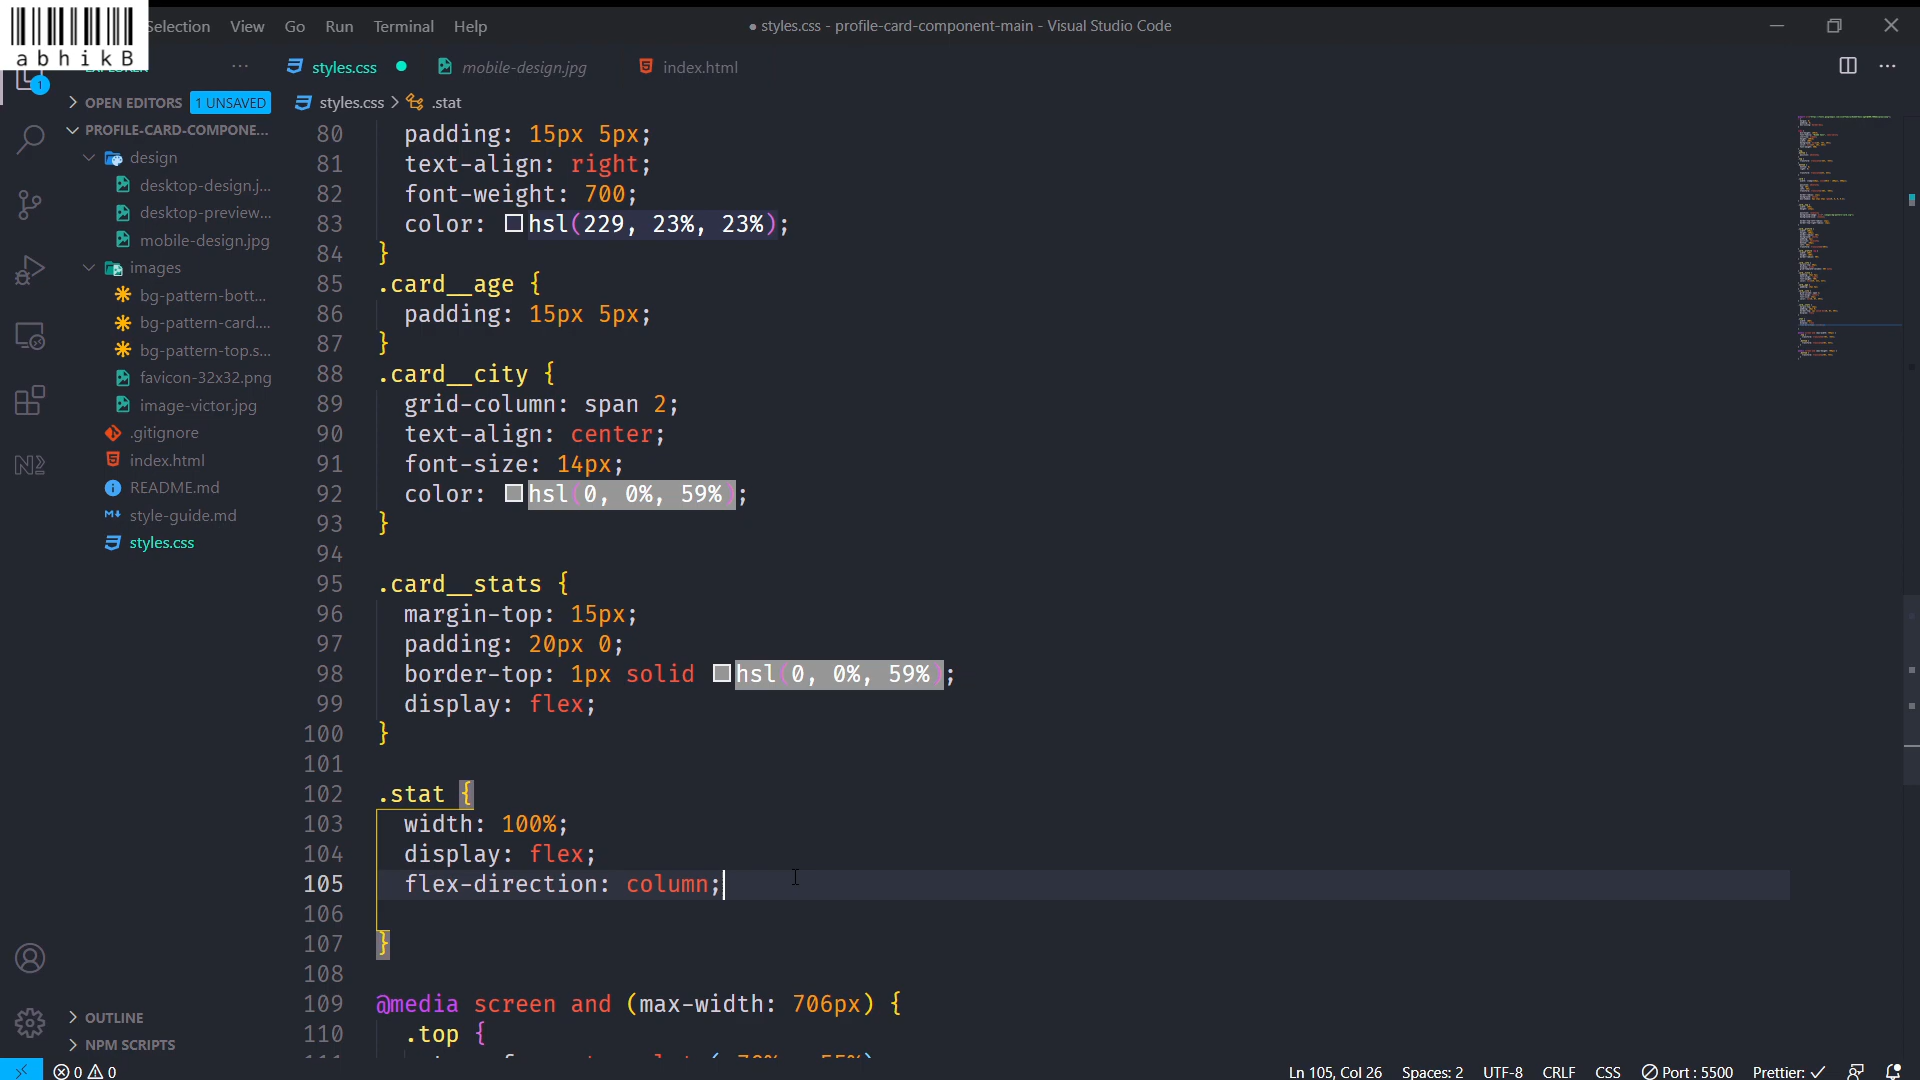 abhikB
Selection View Go Run Terminal Help
● styles.css - profile-card-component-main - Visual Studio Code
EXPLORER
···
styles.css ●
mobile-design.jpg
index.html
OPEN EDITORS 1 UNSAVED
styles.css > .stat
1
PROFILE-CARD-COMPONE...
design
desktop-design.j...
desktop-preview...
mobile-design.jpg
images
bg-pattern-bott...
bg-pattern-card....
bg-pattern-top.s...
favicon-32x32.png
image-victor.jpg
.gitignore
index.html
README.md
style-guide.md
styles.css
OUTLINE
NPM SCRIPTS
80 padding: 15px 5px;
81 text-align: right;
82 font-weight: 700;
83 color: hsl(229, 23%, 23%);
84 }
85 .card__age {
86 padding: 15px 5px;
87 }
88 .card__city {
89 grid-column: span 2;
90 text-align: center;
91 font-size: 14px;
92 color: hsl(0, 0%, 59%);
93 }
94
95 .card__stats {
96 margin-top: 15px;
97 padding: 20px 0;
98 border-top: 1px solid hsl(0, 0%, 59%);
99 display: flex;
100 }
101
102 .stat {
103 width: 100%;
104 display: flex;
105 flex-direction: column;
106
107 }
108
109 @media screen and (max-width: 706px) {
110 .top {
0 0
Ln 105, Col 26 Spaces: 2 UTF-8 CRLF CSS Port : 5500 Prettier: ✓